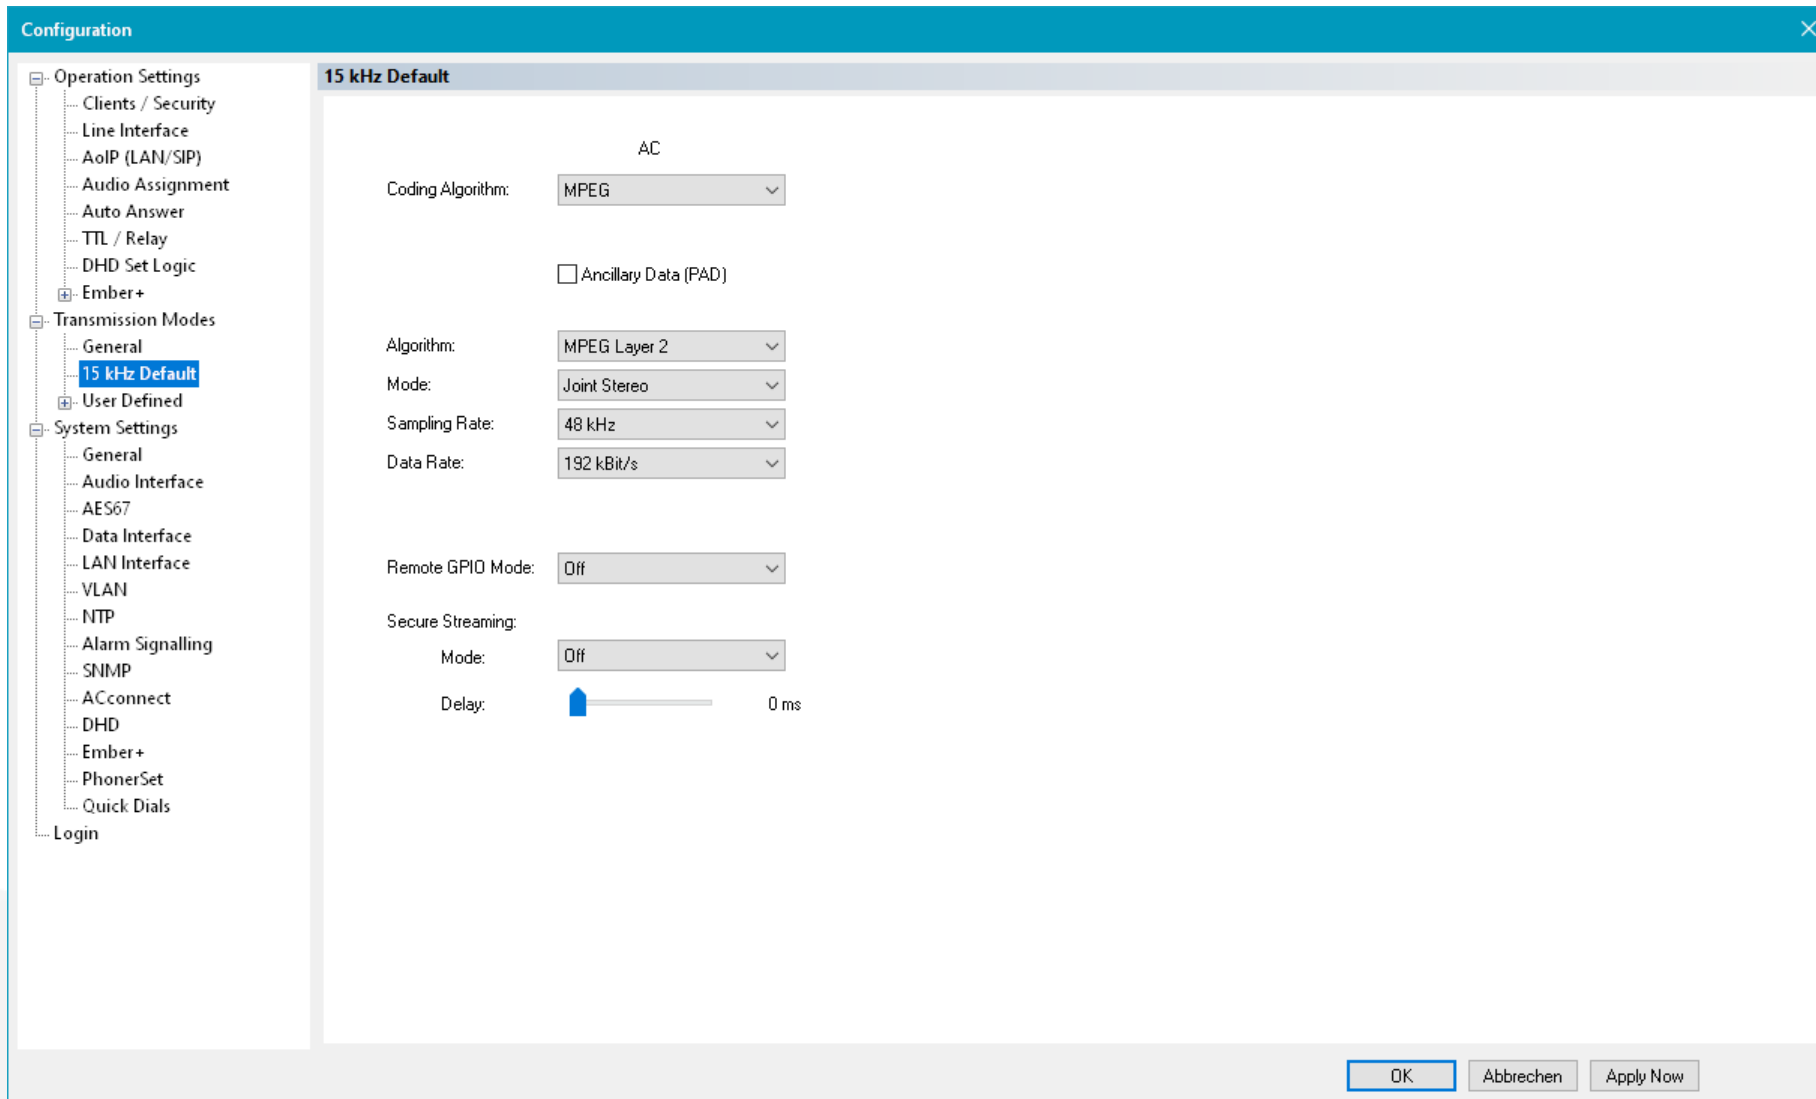 Configuration
Operation Settings
Clients / Security
Line Interface
AoIP (LAN/SIP)
Audio Assignment
Auto Answer
TTL / Relay
DHD Set Logic
Ember+
Transmission Modes
General
15 kHz Default
User Defined
System Settings
General
Audio Interface
AES67
Data Interface
LAN Interface
VLAN
NTP
Alarm Signalling
SNMP
ACconnect
DHD
Ember+
PhonerSet
Quick Dials
Login
15 kHz Default
AC
Coding Algorithm: MPEG
Ancillary Data (PAD)
Algorithm: MPEG Layer 2
Mode: Joint Stereo
Sampling Rate: 48 kHz
Data Rate: 192 kBit/s
Remote GPIO Mode: Off
Secure Streaming:
Mode: Off
Delay: 0 ms
OK Abbrechen Apply Now